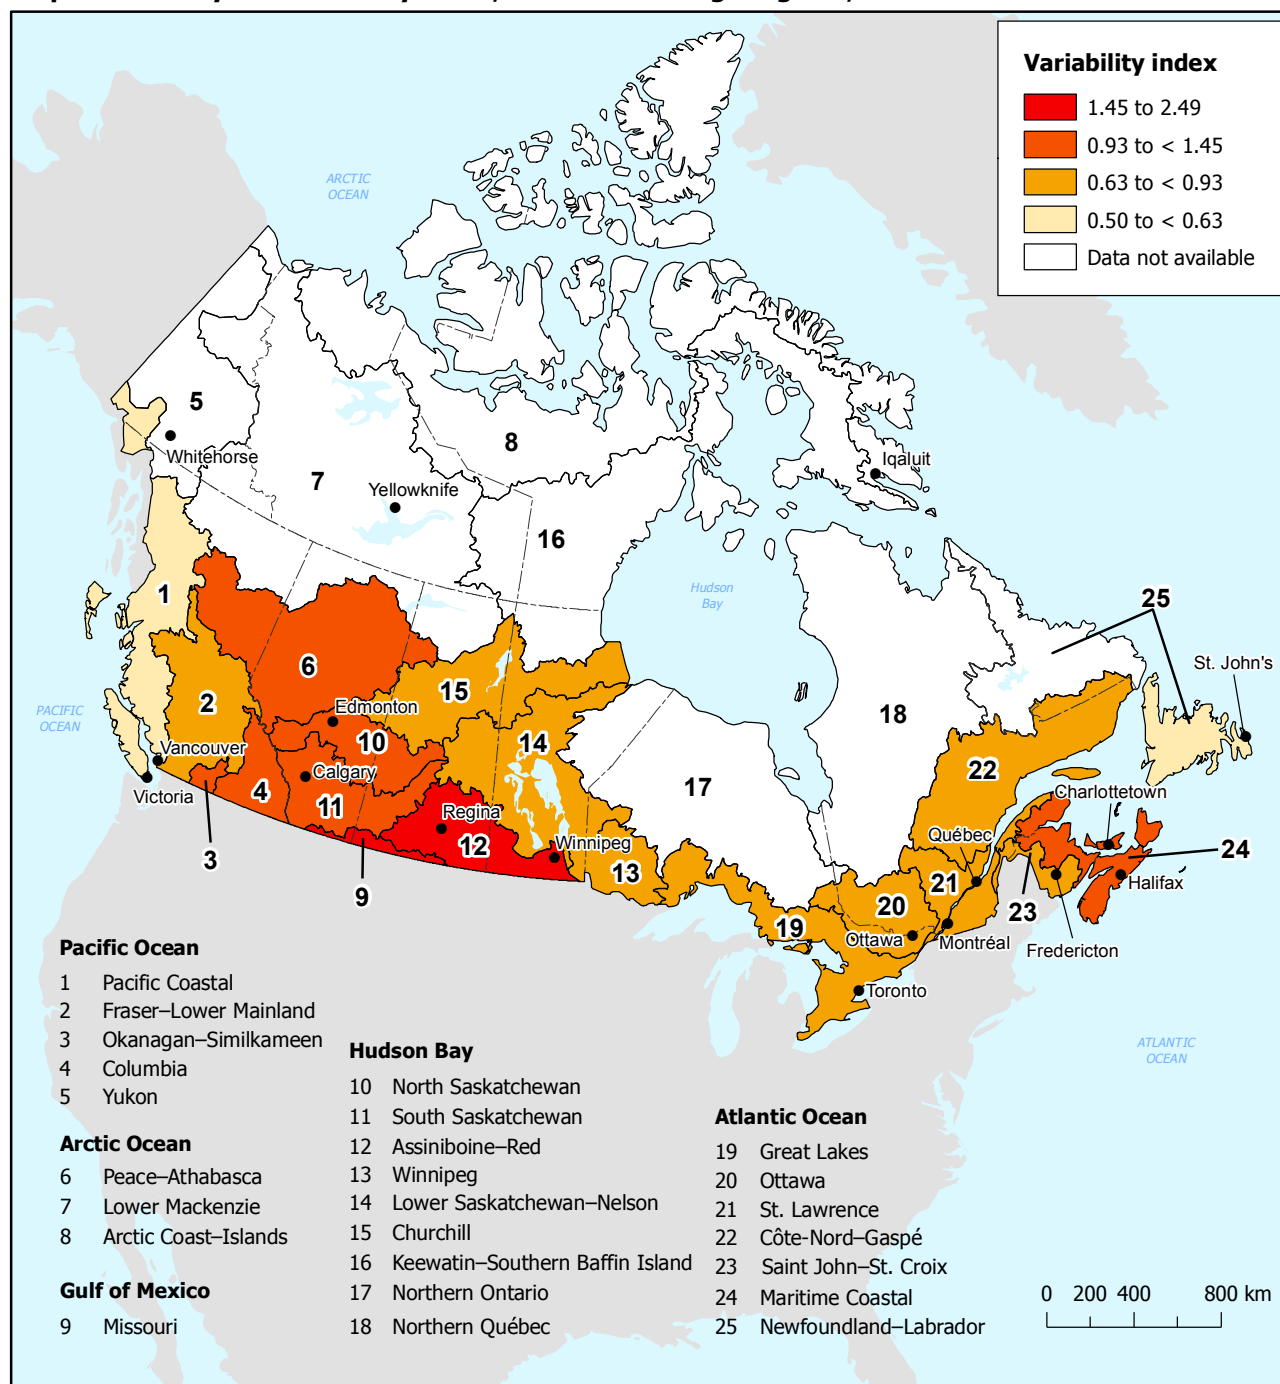 Variability index
1.45 to 2.49
0.93 to < 1.45
0.63 to < 0.93
0.50 to < 0.63
Data not available
ARCTIC
OCEAN
5
Whitehorse
8
Iqaluit
7
Yellowknife
16
Hudson
Bay
1
25
St. John's
6
15
18
2
Edmonton
PACIFIC
OCEAN
10
14
Vancouver
22
Calgary
17
Victoria
4
11
Charlottetown
Regina
Québec
3
12
Winnipeg
24
9
13
21
Halifax
20
23
19
Ottawa
Montréal
Fredericton
Toronto
ATLANTIC
OCEAN
Pacific Ocean
1 Pacific Coastal
2 Fraser–Lower Mainland
3 Okanagan–Similkameen
4 Columbia
5 Yukon
Arctic Ocean
6 Peace–Athabasca
7 Lower Mackenzie
8 Arctic Coast–Islands
Gulf of Mexico
9 Missouri
Hudson Bay
10 North Saskatchewan
11 South Saskatchewan
12 Assiniboine–Red
13 Winnipeg
14 Lower Saskatchewan–Nelson
15 Churchill
16 Keewatin–Southern Baffin Island
17 Northern Ontario
18 Northern Québec
Atlantic Ocean
19 Great Lakes
20 Ottawa
21 St. Lawrence
22 Côte-Nord–Gaspé
23 Saint John–St. Croix
24 Maritime Coastal
25 Newfoundland–Labrador
0 200 400 800 km